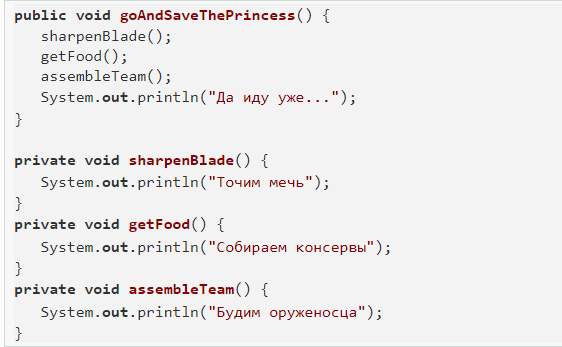 public void goAndSaveThePrincess() {
sharpenBlade();
getFood();
assembleTeam();
System.out.println("Да иду уже...");
}
private void sharpenBlade() {
System.out.println("Точим мечь");
}
private void getFood() {
System.out.println("Собираем консервы");
}
private void assembleTeam() {
System.out.println("Будим оруженосца");
}